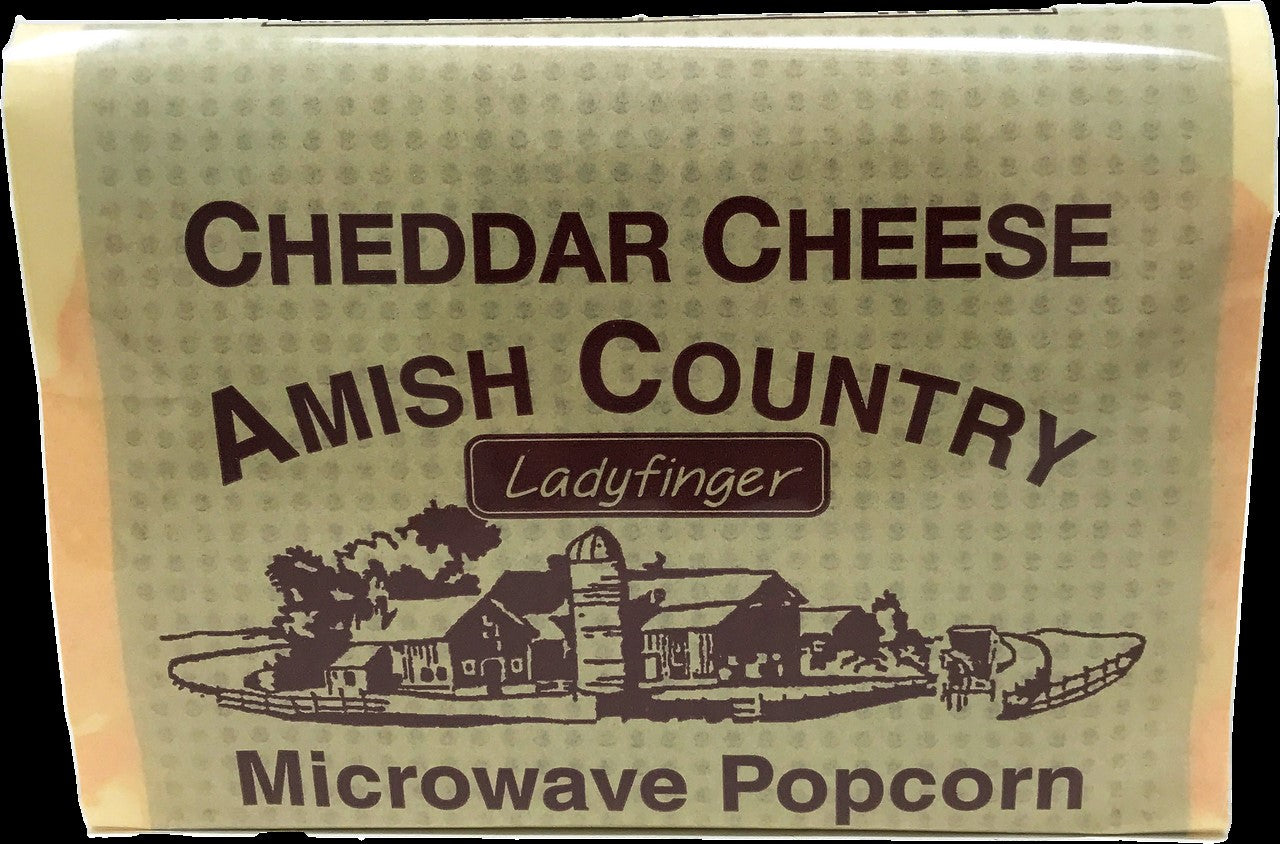 CHEDDAR CHEESE
AMISH COUNTRY
Ladyfinger
Microwave Popcorn